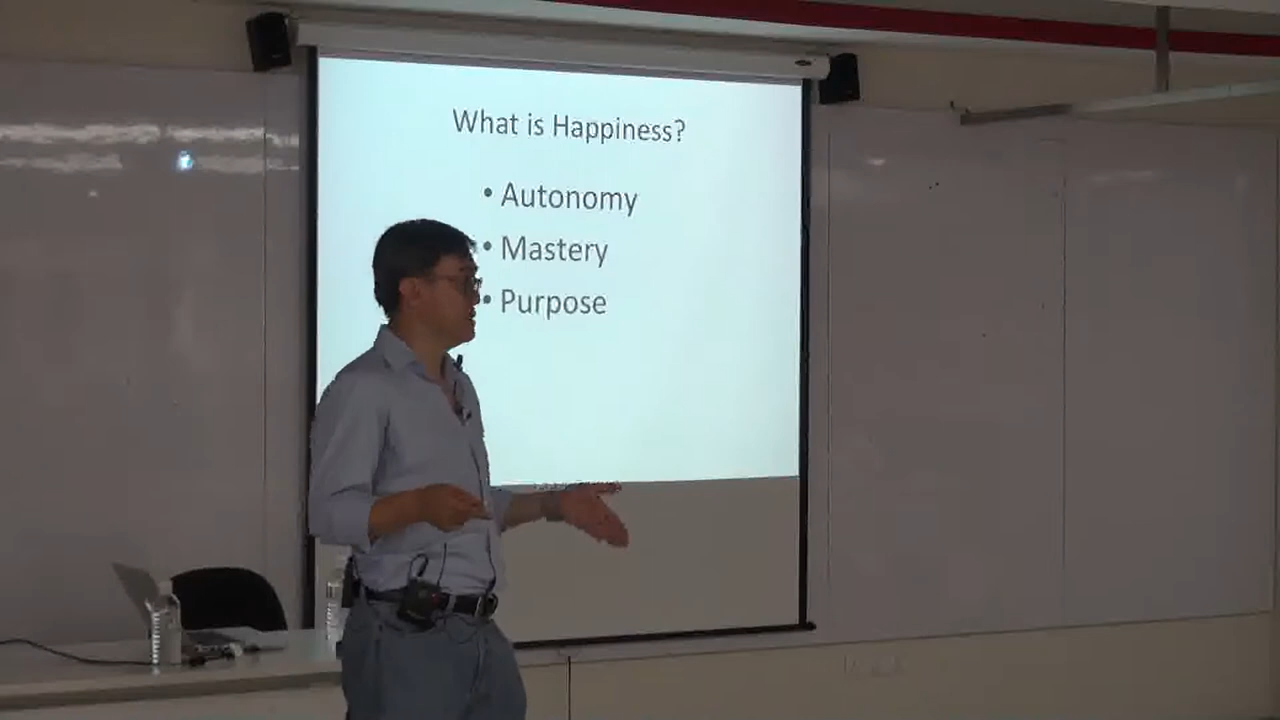 What is Happiness?
• Autonomy
• Mastery
• Purpose